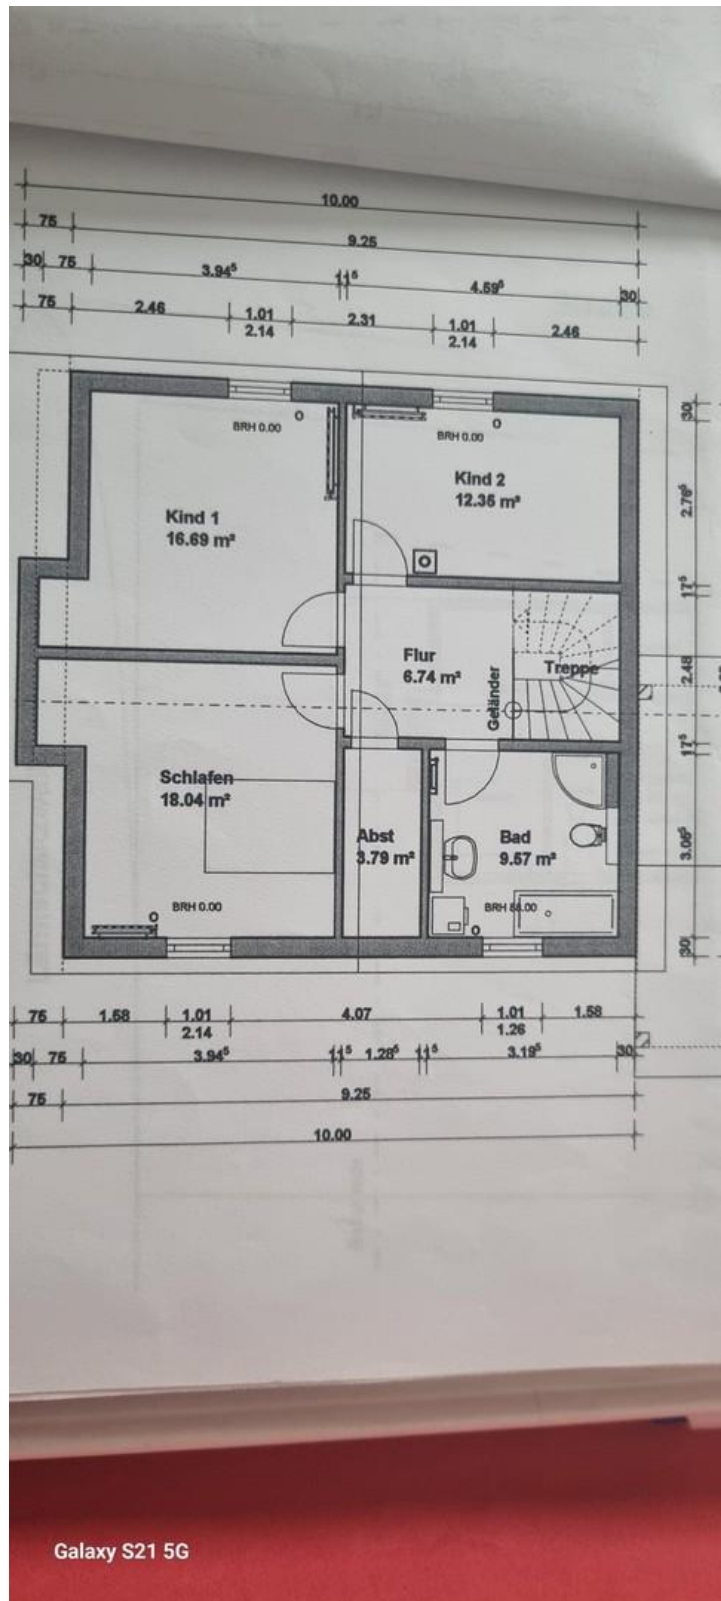 10.00
75
9.25
30 75 3.94⁵ 11⁵ 4.59⁵ 30
75 2.46 1.01 2.31 1.01 2.46
2.14 2.14
BRH 0.00
BRH 0.00
30
Kind 1
16.69 m²
Kind 2
12.36 m²
2.76⁵
17⁵
Flur
6.74 m²
Geländer
Treppe
2.48
17⁵
Schlafen
18.04 m²
Abst
3.79 m²
Bad
9.57 m²
3.05⁵
BRH 0.00
30
75 1.58 1.01 4.07 1.01 1.58
2.14 1.26
30 75 3.94⁵ 11⁵ 1.28⁵ 11⁵ 3.19⁵ 30
75 9.25
10.00
Galaxy S21 5G